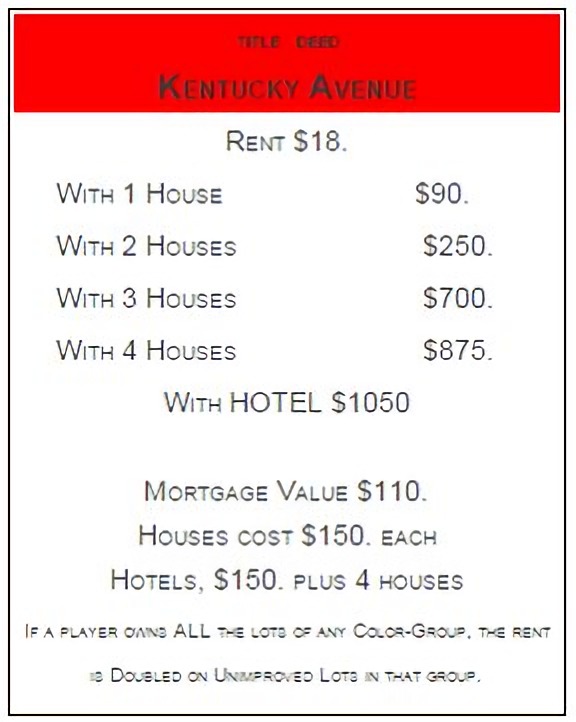 TITLE DEED
KENTUCKY AVENUE
RENT $18.
WITH 1 HOUSE $90.
WITH 2 HOUSES $250.
WITH 3 HOUSES $700.
WITH 4 HOUSES $875.
WITH HOTEL $1050
MORTGAGE VALUE $110.
HOUSES COST $150. EACH
HOTELS, $150. PLUS 4 HOUSES
IF A PLAYER OWNS ALL THE LOTS OF ANY COLOR-GROUP, THE RENT
IS DOUBLED ON UNIMPROVED LOTS IN THAT GROUP.